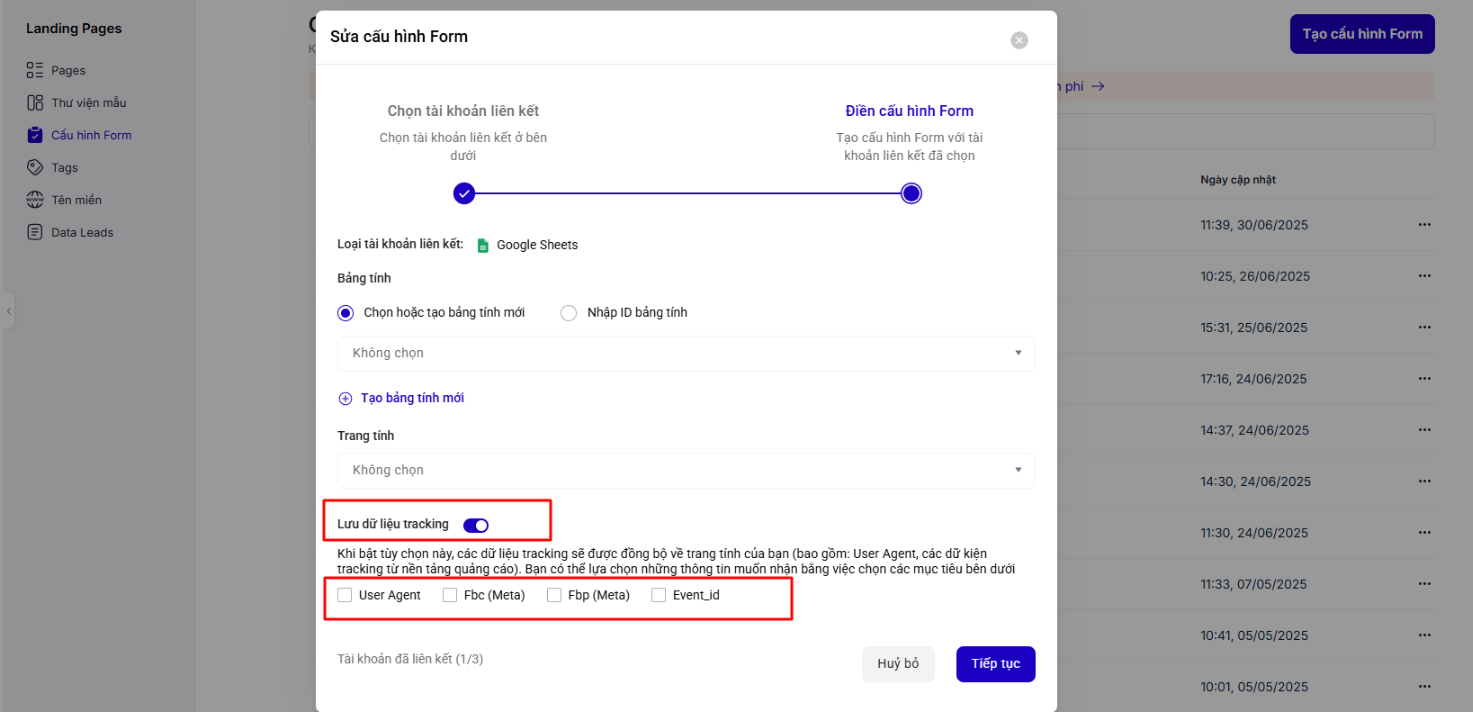 Landing Pages
Pages
Thư viện mẫu
Cấu hình Form
Tags
Tên miền
Data Leads
Tạo cấu hình Form
n phí →
Ngày cập nhật
11:39, 30/06/2025
10:25, 26/06/2025
15:31, 25/06/2025
17:16, 24/06/2025
14:37, 24/06/2025
14:30, 24/06/2025
11:30, 24/06/2025
11:33, 07/05/2025
10:41, 05/05/2025
10:01, 05/05/2025
Sửa cấu hình Form
Chọn tài khoản liên kết
Chọn tài khoản liên kết ở bên
dưới
Điền cấu hình Form
Tạo cấu hình Form với tài
khoản liên kết đã chọn
Loại tài khoản liên kết: Google Sheets
Bảng tính
Chọn hoặc tạo bảng tính mới Nhập ID bảng tính
Không chọn
Tạo bảng tính mới
Trang tính
Không chọn
Lưu dữ liệu tracking
Khi bật tùy chọn này, các dữ liệu tracking sẽ được đồng bộ về trang tính của bạn (bao gồm: User Agent, các dữ kiện
tracking từ nền tảng quảng cáo). Bạn có thể lựa chọn những thông tin muốn nhận bằng việc chọn các mục tiêu bên dưới
User Agent Fbc (Meta) Fbp (Meta) Event_id
Tài khoản đã liên kết (1/3)
Huỷ bỏ
Tiếp tục